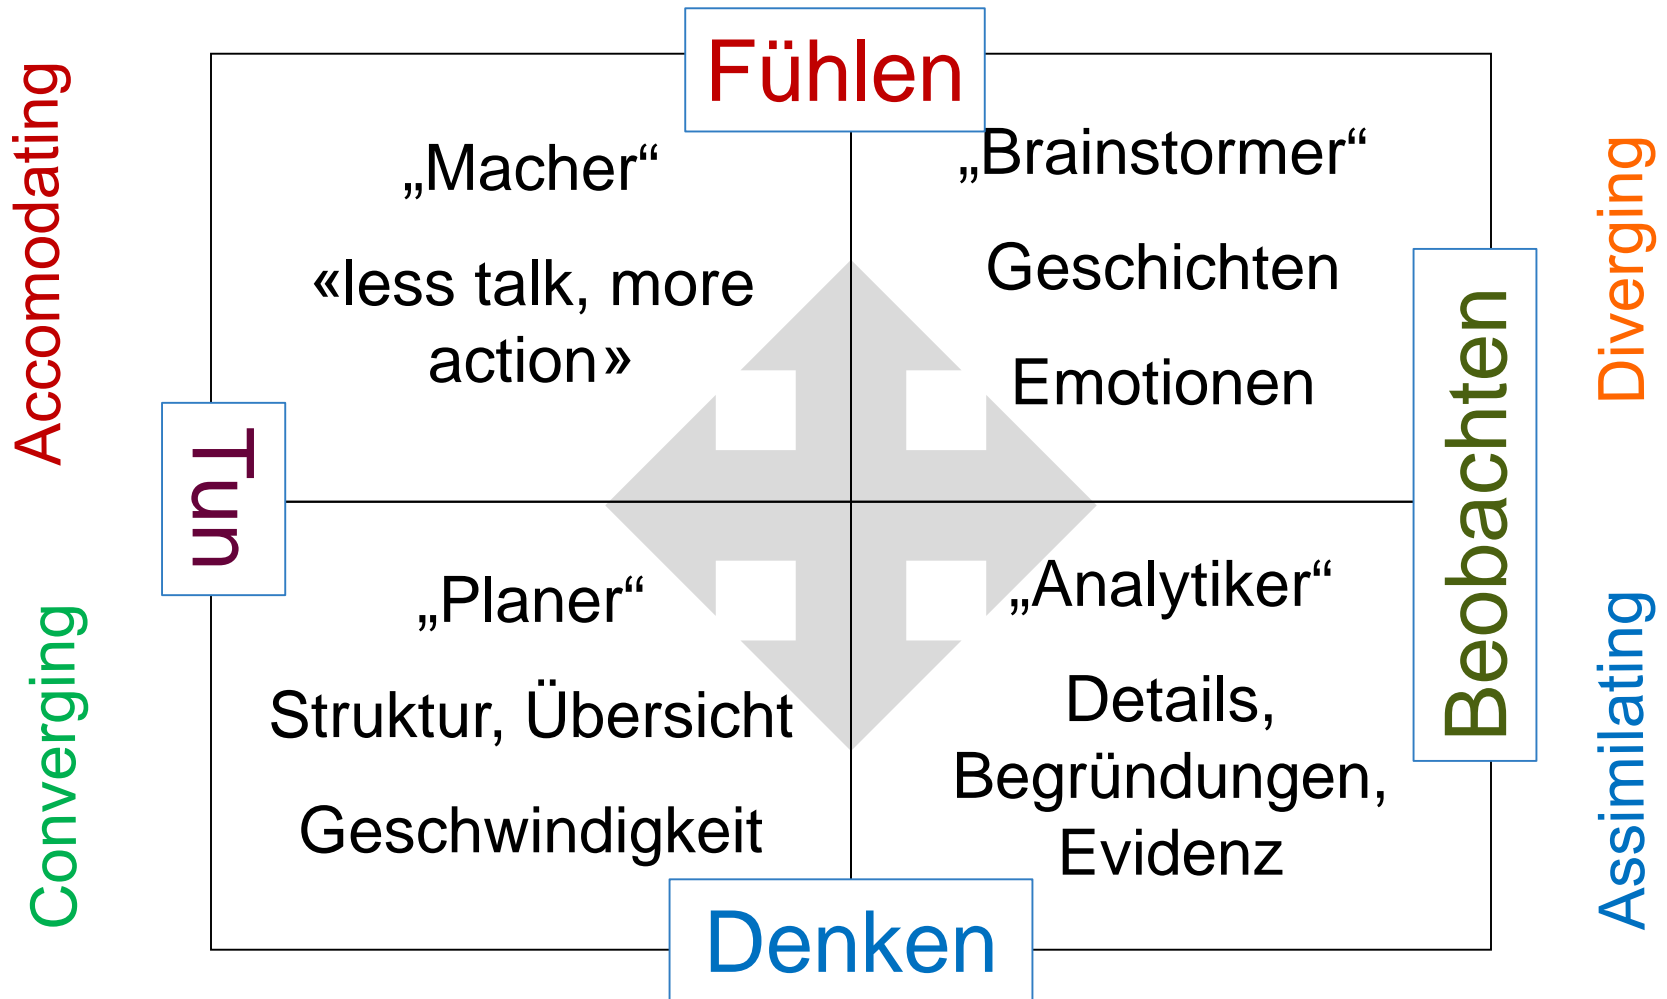 Fühlen
Accomodating
„Macher“
«less talk, more
action»
„Brainstormer“
Geschichten
Emotionen
Diverging
Tun
Beobachten
Converging
„Planer“
Struktur, Übersicht
Geschwindigkeit
„Analytiker“
Details,
Begründungen,
Evidenz
Assimilating
Denken